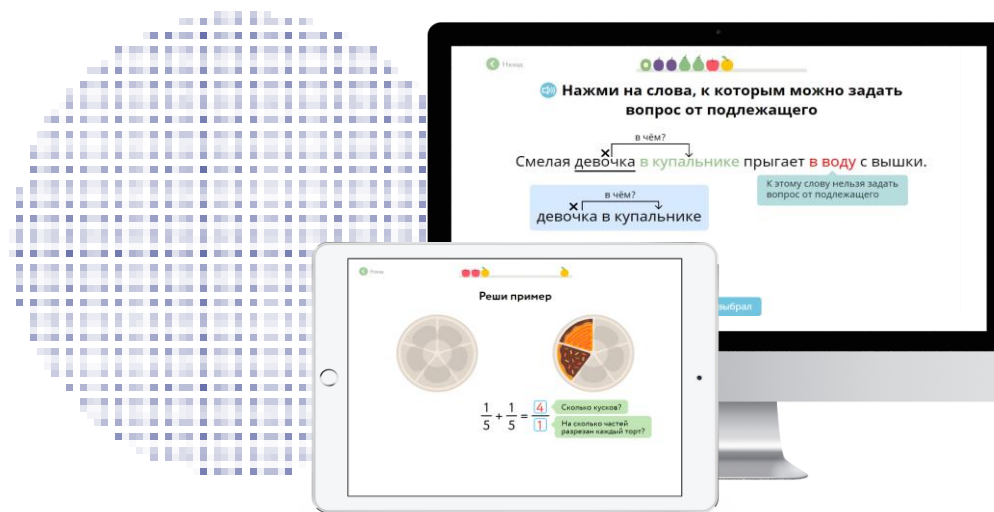 Назад
Нажми на слова, к которым можно задать
вопрос от подлежащего
в чём?
Смелая девочка в купальнике прыгает в воду с вышки.
К этому слову нельзя задать
вопрос от подлежащего
в чём?
девочка в купальнике
выбрал
Назад
Реши пример
1/5 + 1/5 = 4/1
Сколько кусков?
На сколько частей
разрезан каждый торт?